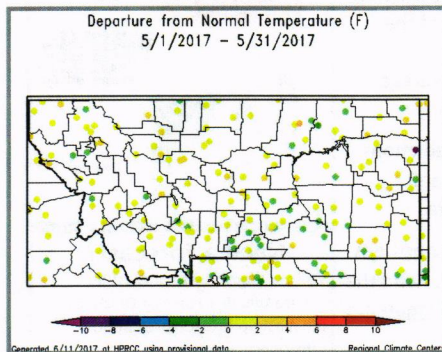 Departure from Normal Temperature (F)
5/1/2017 – 5/31/2017
-10 -8 -6 -4 -2 0 2 4 6 8 10
Generated 6/11/2017 at HPRCC using provisional data. Regional Climate Centers